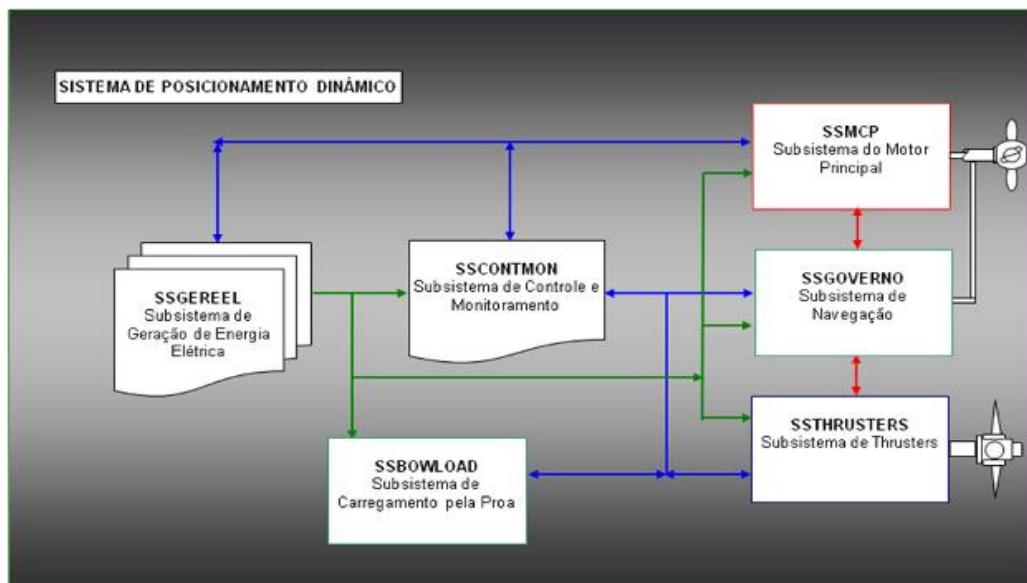 SISTEMA DE POSICIONAMENTO DINÂMICO
SSMCP
Subsistema do Motor
Principal
SSGEREEL
Subsistema de
Geração de Energia
Elétrica
SSCONTMON
Subsistema de Controle e
Monitoramento
SSGOVERNO
Subsistema de
Navegação
SSBOWLOAD
Subsistema de
Carregamento pela Proa
SSTHRUSTERS
Subsistema de Thrusters